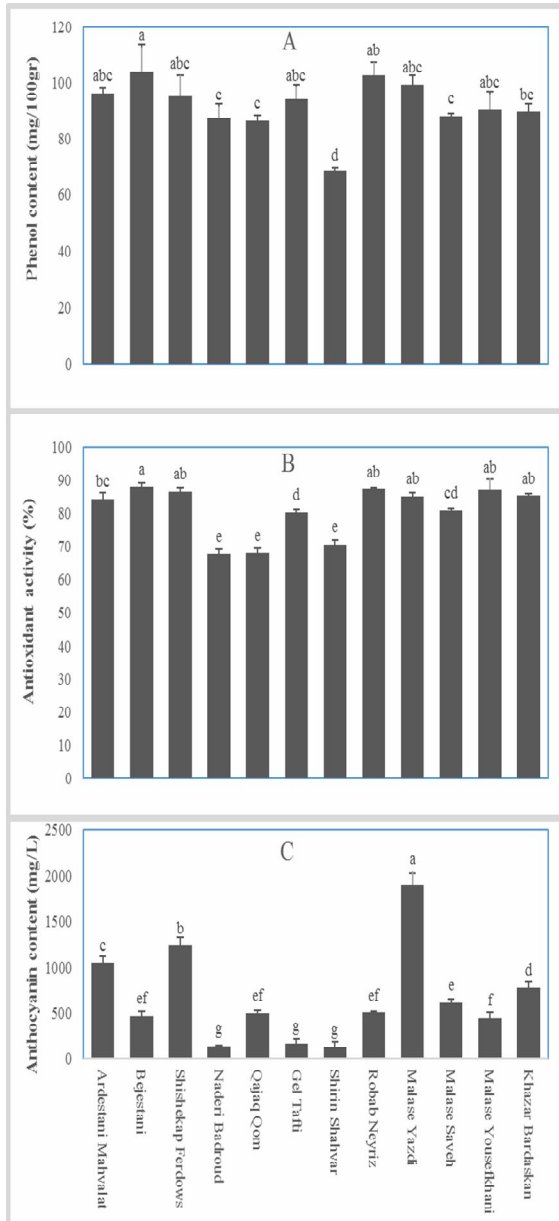 120
100
80
60
40
20
0
Phenol content (mg/100gr)
A
abc
a
abc
c
c
abc
d
ab
abc
c
abc
bc
100
90
80
70
60
50
40
30
20
10
0
Antioxidant activity (%)
B
bc
a
ab
e
e
d
e
ab
ab
cd
ab
ab
2500
2000
1500
1000
500
0
Anthocyanin content (mg/L)
C
c
ef
b
g
ef
g
g
ef
a
e
f
d
Ardestani Mahvalat
Bejestani
Shishekap Ferdows
Naderi Badroud
Qajaq Qom
Gel Tafti
Shirin Shahvar
Robab Neyriz
Malase Yazdi
Malase Saveh
Malase Yousefkhani
Khazar Bardaskan